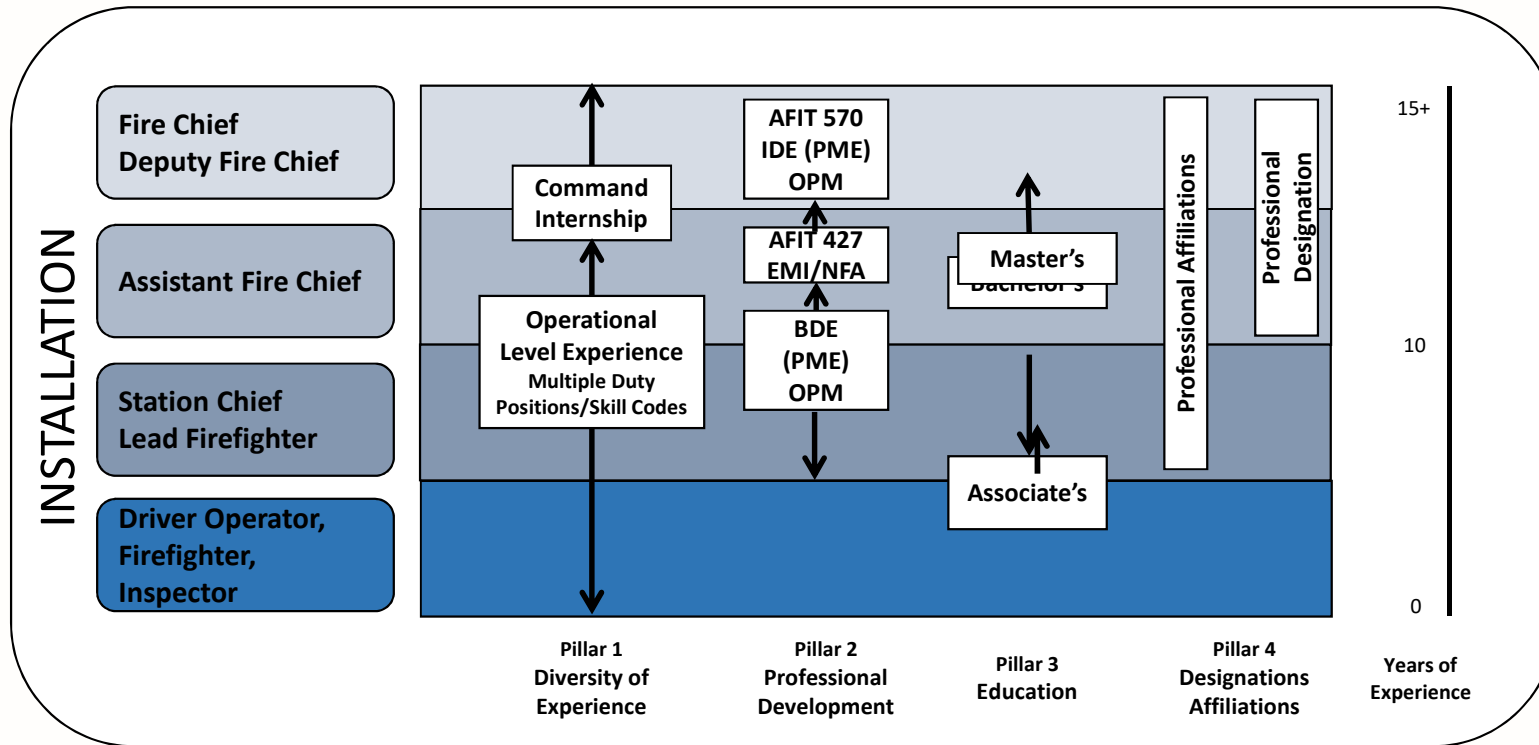 INSTALLATION
Fire Chief
Deputy Fire Chief
Assistant Fire Chief
Station Chief
Lead Firefighter
Driver Operator,
Firefighter,
Inspector
Command
Internship
Operational
Level Experience
Multiple Duty
Positions/Skill Codes
AFIT 570
IDE (PME)
OPM
AFIT 427
EMI/NFA
BDE
(PME)
OPM
Master's
Bachelor's
Associate's
Professional Affiliations
Professional
Designation
15+
10
0
Pillar 1
Diversity of
Experience
Pillar 2
Professional
Development
Pillar 3
Education
Pillar 4
Designations
Affiliations
Years of
Experience